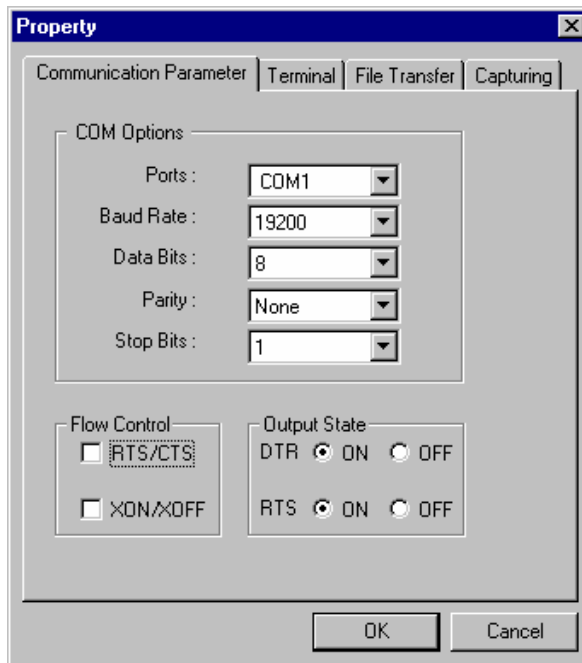 Property
Communication Parameter Terminal File Transfer Capturing
COM Options
Ports : COM1
Baud Rate : 19200
Data Bits : 8
Parity : None
Stop Bits : 1
Flow Control
RTS/CTS
XON/XOFF
Output State
DTR ON OFF
RTS ON OFF
OK Cancel